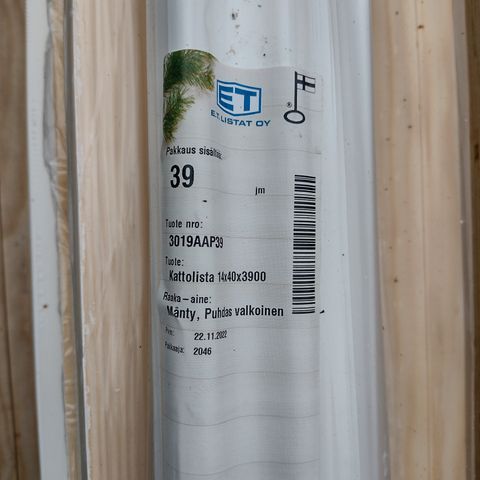 ET
E.T. LISTAT OY
®
Pakkaus sisältää:
39 jm
Tuote nro:
3019AAP39
Tuote:
Kattolista 14x40x3900
Raaka-aine:
Mänty, Puhdas valkoinen
Pvm: 22.11.2022
Pakkaaja: 2046